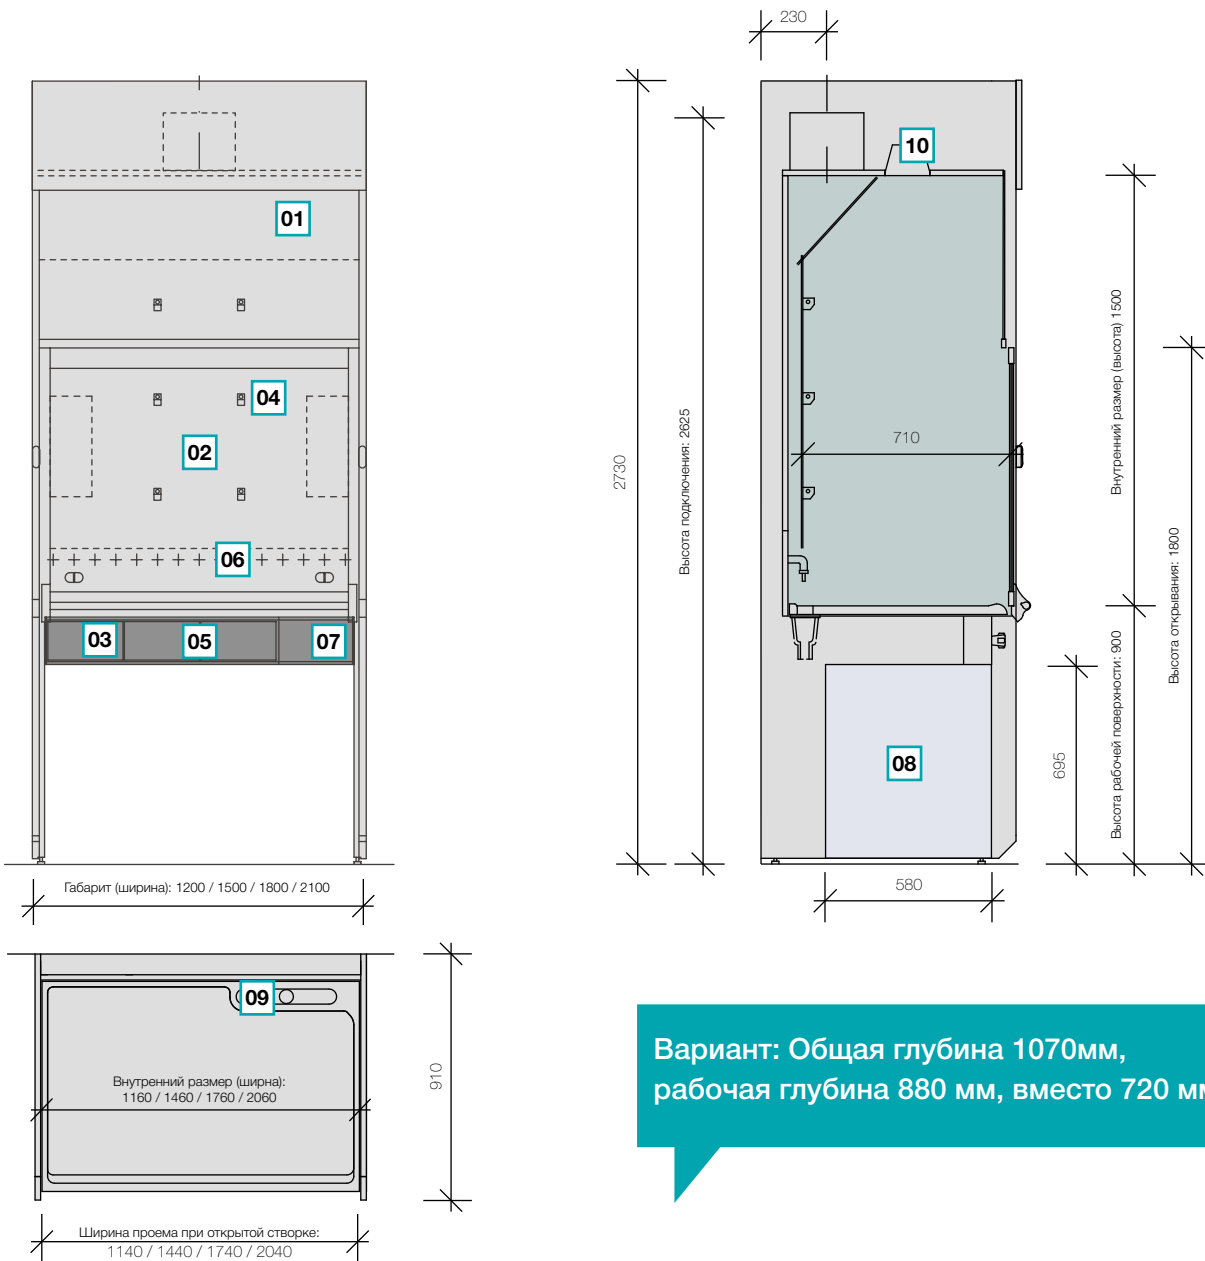 230
10
01
04
02
06
03
05
07
2730
Высота подключения: 2625
710
Внутренний размер (высота) 1500
Высота открывания: 1800
Высота рабочей поверхности: 900
695
08
580
Габарит (ширина): 1200 / 1500 / 1800 / 2100
09
Внутренний размер (ширна):
1160 / 1460 / 1760 / 2060
910
Ширина проема при открытой створке:
1140 / 1440 / 1740 / 2040
Вариант: Общая глубина 1070мм,
рабочая глубина 880 мм, вместо 720 мм